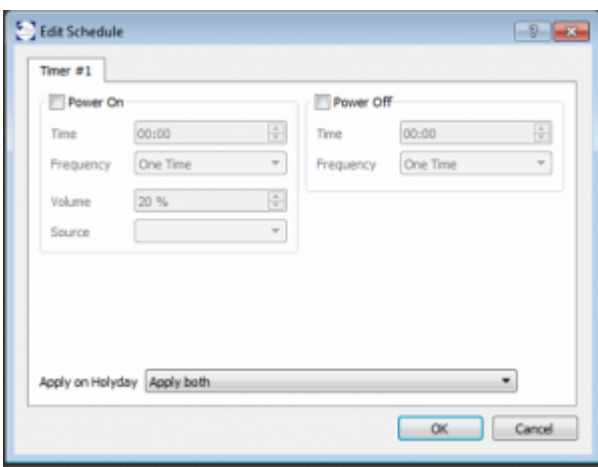 Edit Schedule
Timer #1
Power On
Time 00:00
Frequency One Time
Volume 20 %
Source
Power Off
Time 00:00
Frequency One Time
Apply on Holyday Apply both
OK Cancel